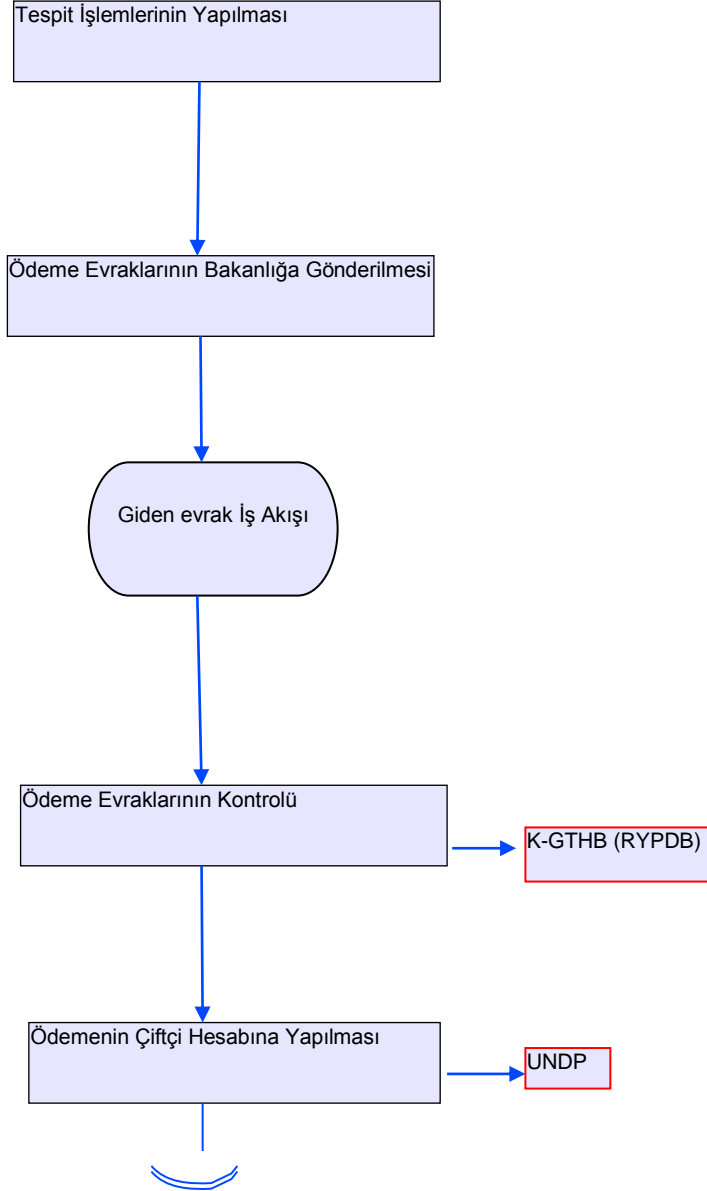 Tespit İşlemlerinin Yapılması
Ödeme Evraklarının Bakanlığa Gönderilmesi
Giden evrak İş Akışı
Ödeme Evraklarının Kontrolü
K-GTHB (RYPDB)
Ödemenin Çiftçi Hesabına Yapılması
UNDP